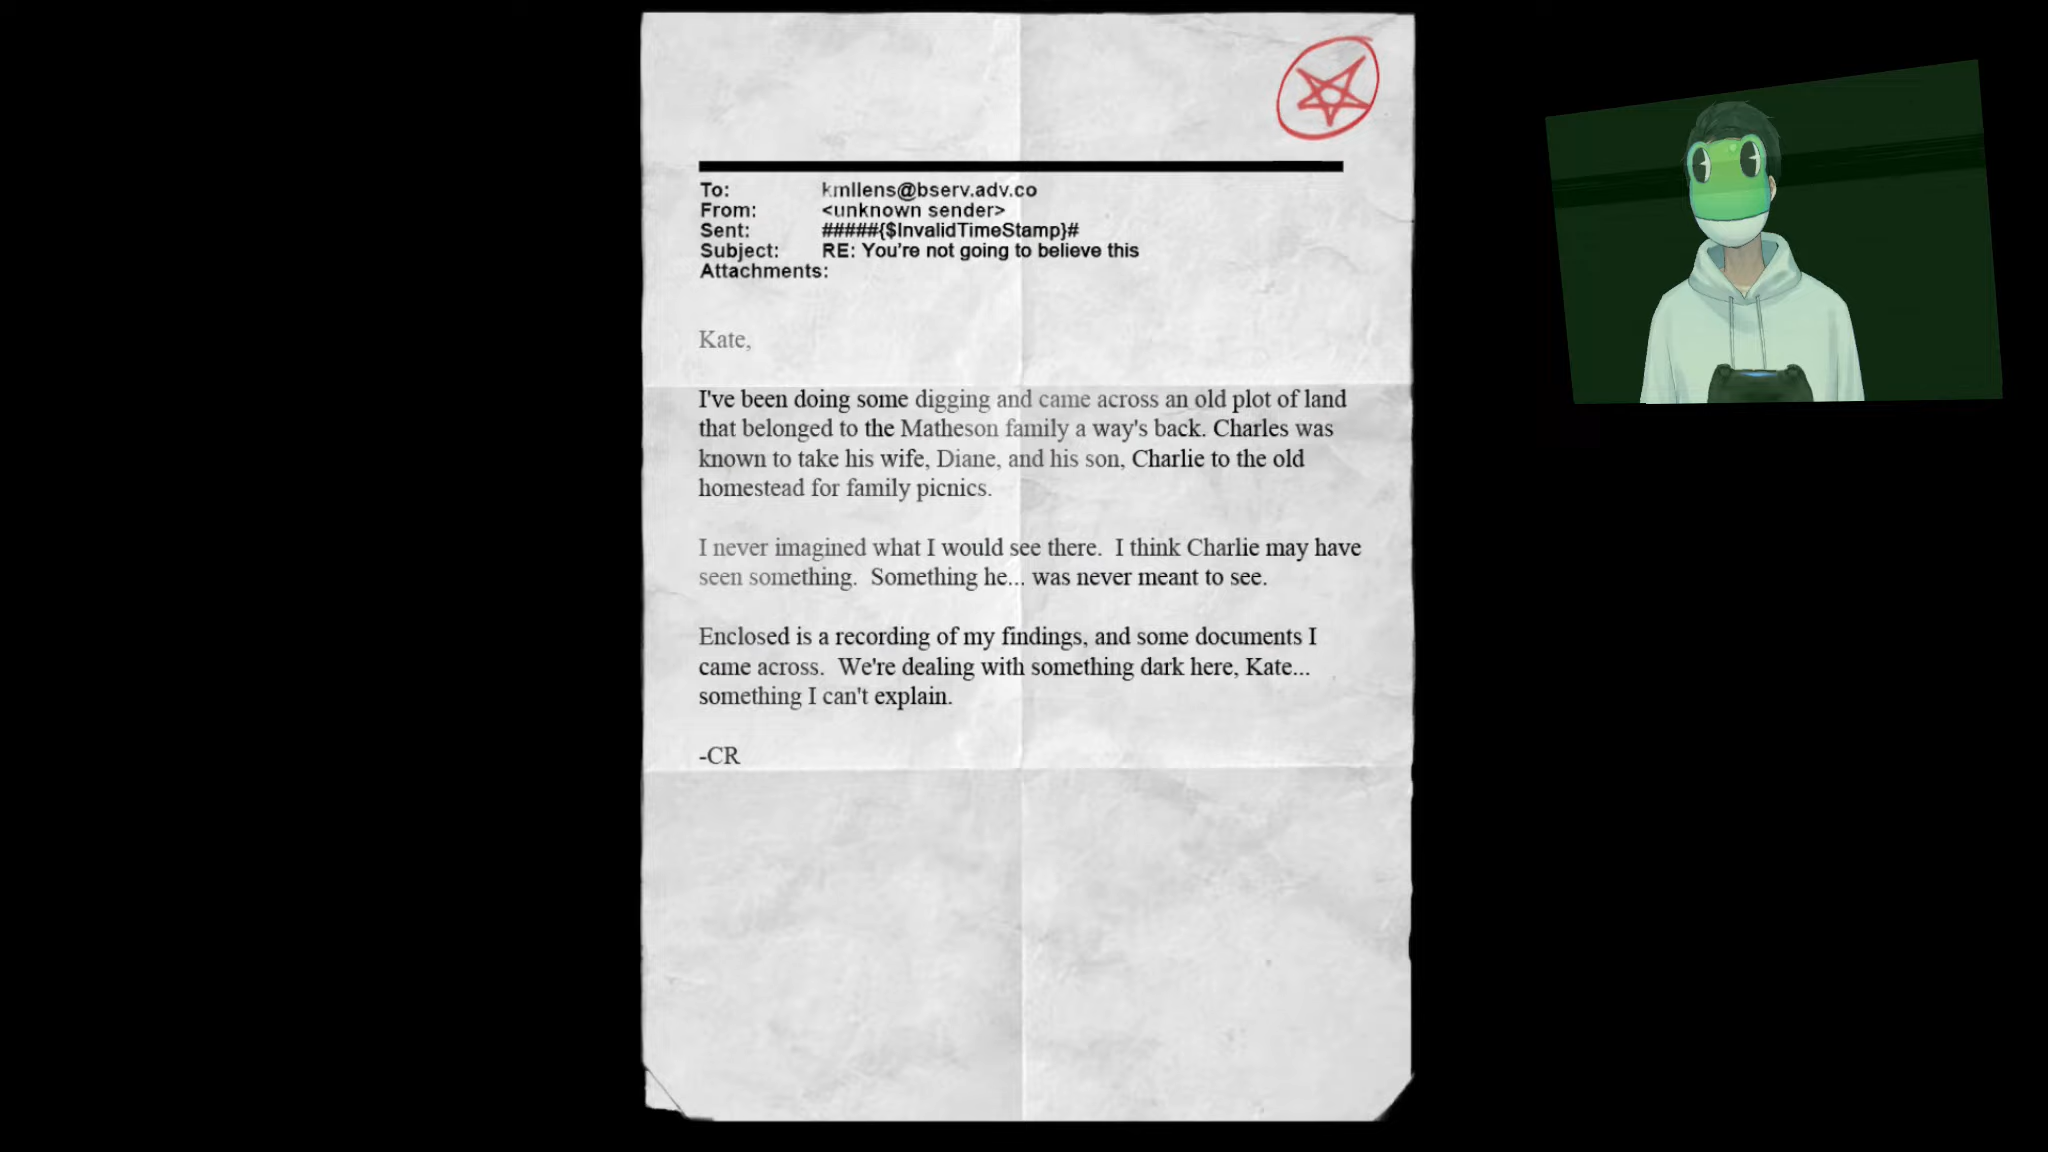 To: kmllens@bserv.adv.co
From: <unknown sender>
Sent: #####{$InvalidTimeStamp}#
Subject: RE: You're not going to believe this
Attachments:
Kate,
I've been doing some digging and came across an old plot of land
that belonged to the Matheson family a way's back. Charles was
known to take his wife, Diane, and his son, Charlie to the old
homestead for family picnics.
I never imagined what I would see there. I think Charlie may have
seen something. Something he... was never meant to see.
Enclosed is a recording of my findings, and some documents I
came across. We're dealing with something dark here, Kate...
something I can't explain.
-CR